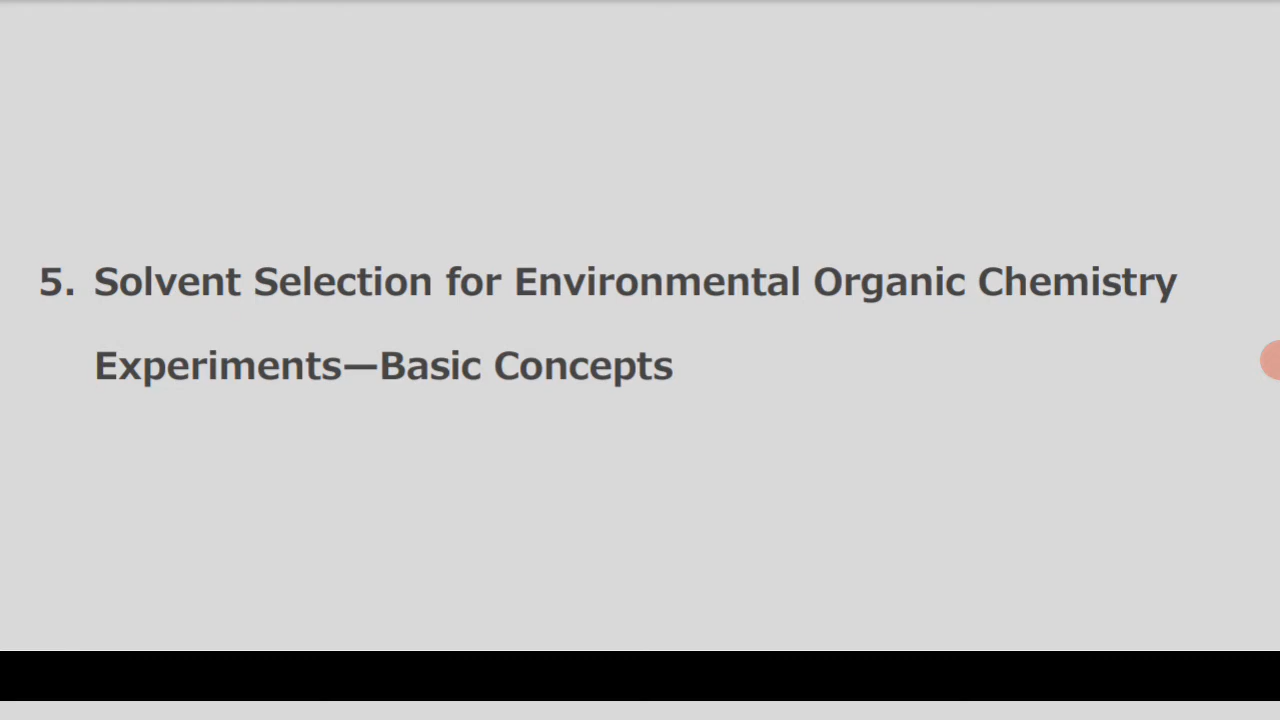 5. Solvent Selection for Environmental Organic Chemistry
Experiments—Basic Concepts